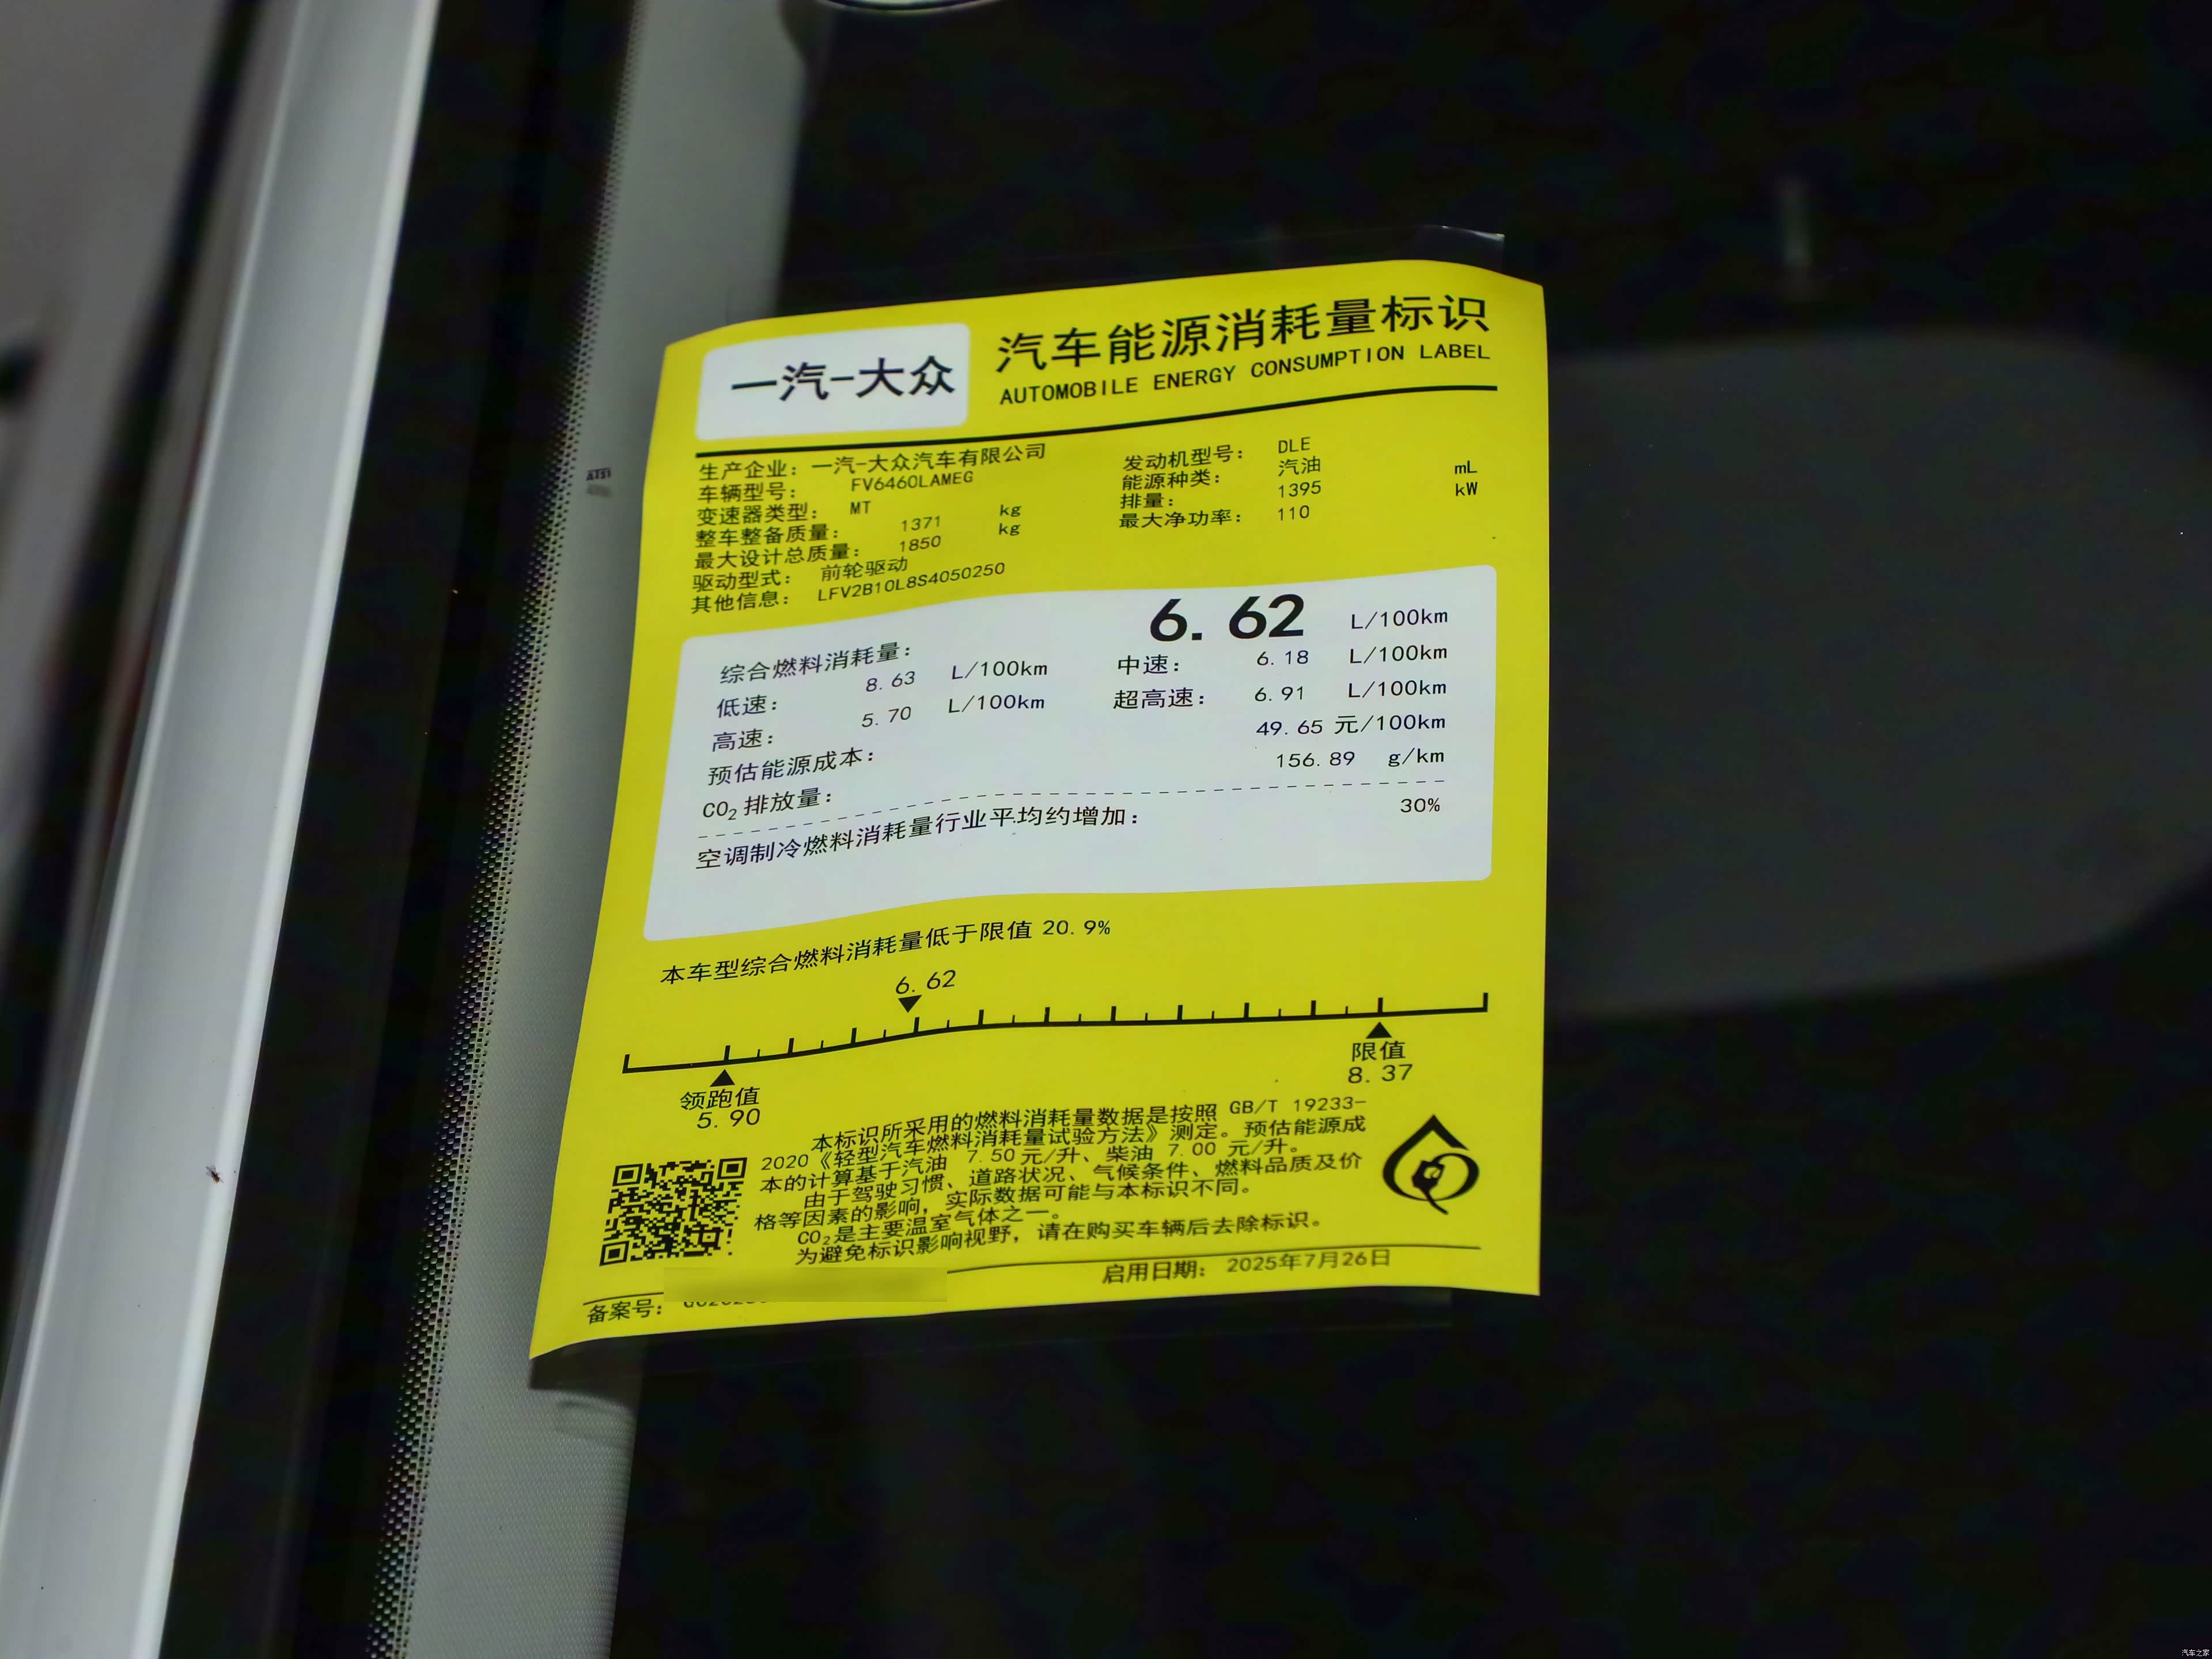 一汽-大众
汽车能源消耗量标识
AUTOMOBILE ENERGY CONSUMPTION LABEL
生产企业：一汽-大众汽车有限公司
车辆型号： FV6460LAMEG
变速器类型： MT
整车整备质量： 1371 kg
最大设计总质量： 1850 kg
驱动型式： 前轮驱动
其他信息： LFV2B10L8S4050250
发动机型号： DLE
能源种类： 汽油
排量： 1395 mL
最大净功率： 110 kW
综合燃料消耗量： 6.62 L/100km
低速： 8.63 L/100km 中速： 6.18 L/100km
高速： 5.70 L/100km 超高速： 6.91 L/100km
预估能源成本： 49.65 元/100km
CO₂排放量： 156.89 g/km
空调制冷燃料消耗量行业平均约增加： 30%
本车型综合燃料消耗量低于限值 20.9%
6.62
领跑值
5.90
限值
8.37
本标识所采用的燃料消耗量数据是按照 GB/T 19233-
2020《轻型汽车燃料消耗量试验方法》测定。预估能源成
本的计算基于汽油 7.50元/升、柴油 7.00 元/升。
由于驾驶习惯、道路状况、气候条件、燃料品质及价
格等因素的影响，实际数据可能与本标识不同。
CO₂是主要温室气体之一。
为避免标识影响视野，请在购买车辆后去除标识。
备案号：
启用日期： 2025年7月26日
汽车之家